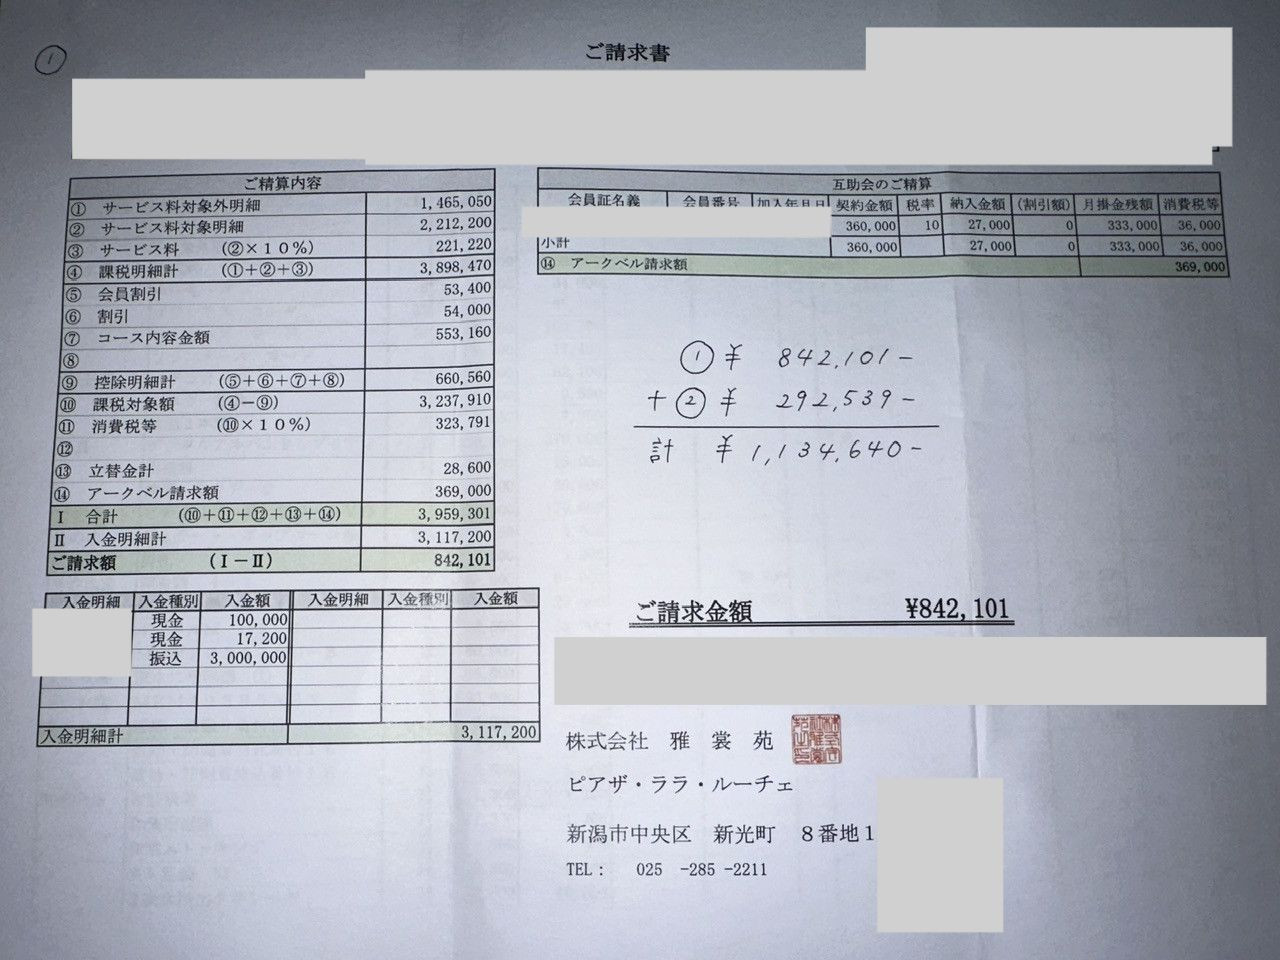 ①
ご請求書
ご精算内容
① サービス料対象外明細 1,465,050
② サービス料対象明細 2,212,200
③ サービス料 (②×10%) 221,220
④ 課税明細計 (①+②+③) 3,898,470
⑤ 会員割引 53,400
⑥ 割引 54,000
⑦ コース内容金額 553,160
⑧
⑨ 控除明細計 (⑤+⑥+⑦+⑧) 660,560
⑩ 課税対象額 (④-⑨) 3,237,910
⑪ 消費税等 (⑩×10%) 323,791
⑫
⑬ 立替金計 28,600
⑭ アークベル請求額 369,000
Ⅰ 合計 (⑩+⑪+⑫+⑬+⑭) 3,959,301
Ⅱ 入金明細計 3,117,200
ご請求額 (Ⅰ-Ⅱ) 842,101
互助会のご精算
会員証名義 会員番号 加入年月日 契約金額 税率 納入金額 (割引額) 月掛金残額 消費税等
360,000 10 27,000 0 333,000 36,000
小計 360,000 27,000 0 333,000 36,000
⑭ アークベル請求額 369,000
① ¥ 842,101-
+ ② ¥ 292,539-
計 ¥ 1,134,640-
入金明細 入金種別 入金額 入金明細 入金種別 入金額
現金 100,000
現金 17,200
振込 3,000,000
入金明細計 3,117,200
ご請求金額 ¥842,101
株式会社 雅裳苑
ピアザ・ララ・ルーチェ
新潟市中央区 新光町 8番地1
TEL: 025 -285 -2211